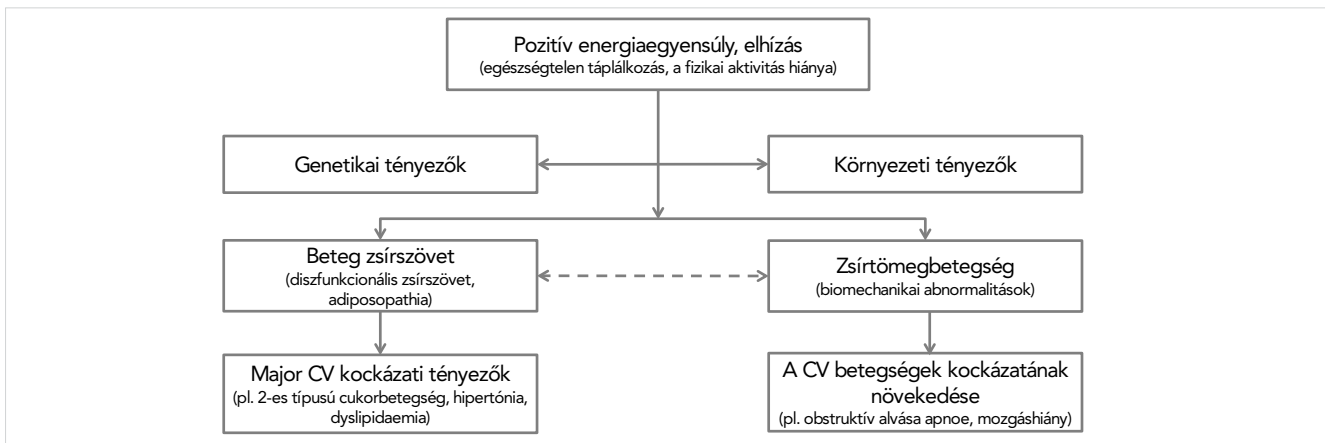 Pozitív energiaegyensúly, elhízás
(egészségtelen táplálkozás, a fizikai aktivitás hiánya)
Genetikai tényezők
Környezeti tényezők
Beteg zsírszövet
(diszfunkcionális zsírszövet,
adiposopathia)
Zsírtömegbetegség
(biomechanikai abnormalitások)
Major CV kockázati tényezők
(pl. 2-es típusú cukorbetegség, hipertónia,
dyslipidaemia)
A CV betegségek kockázatának
növekedése
(pl. obstruktív alvása apnoe, mozgáshiány)